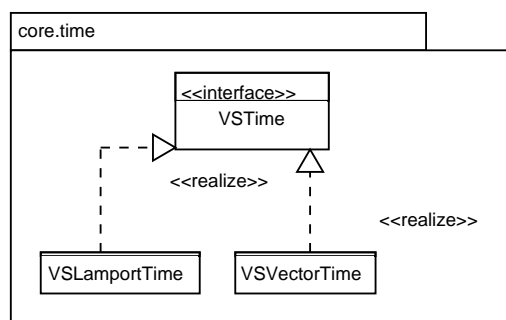 core.time
<<interface>>
VSTime
<<realize>>
<<realize>>
VSLamportTime
VSVectorTime